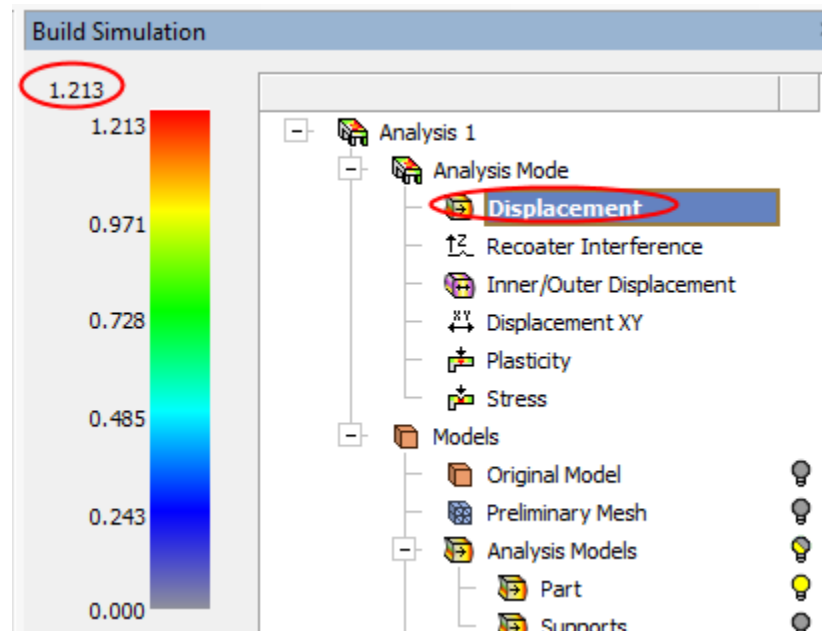 Build Simulation
1.213
1.213
0.971
0.728
0.485
0.243
0.000
Analysis 1
Analysis Mode
Displacement
Recoater Interference
Inner/Outer Displacement
Displacement XY
Plasticity
Stress
Models
Original Model
Preliminary Mesh
Analysis Models
Part
Supports